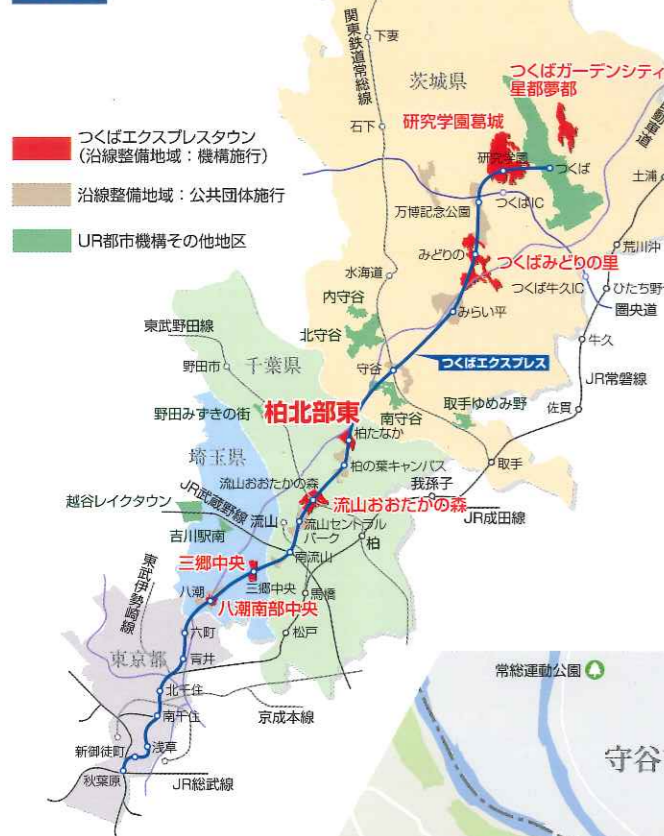 関東鉄道常総線
下妻
茨城県
つくばガーデンシティ
星都夢都
動車道
つくばエクスプレスタウン
（沿線整備地域：機構施行）
石下
研究学園葛城
研究学園
つくば
土浦
沿線整備地域：公共団体施行
万博記念公園
つくばIC
UR都市機構その他地区
荒川沖
水海道
みどりの
つくばみどりの里
つくば牛久IC
ひたち野
圏央道
内守谷
みらい平
東武野田線
北守谷
牛久
千葉県
つくばエクスプレス
JR常磐線
野田市
守谷
野田みずきの街
柏北部東
南守谷
取手ゆめみ野
佐貫
柏たなか
埼玉県
柏の葉キャンパス
取手
流山おおたかの森
我孫子
越谷レイクタウン
JR武蔵野線
流山おおたかの森
JR成田線
流山
流山セントラル
パーク
柏
吉川駅南
南流山
三郷中央
東武伊勢崎線
八潮
三郷中央
馬橋
八潮南部中央
六町
松戸
東京都
青井
北千住
常総運動公園
南千住
京成本線
新御徒町
浅草
守谷
秋葉原
JR総武線